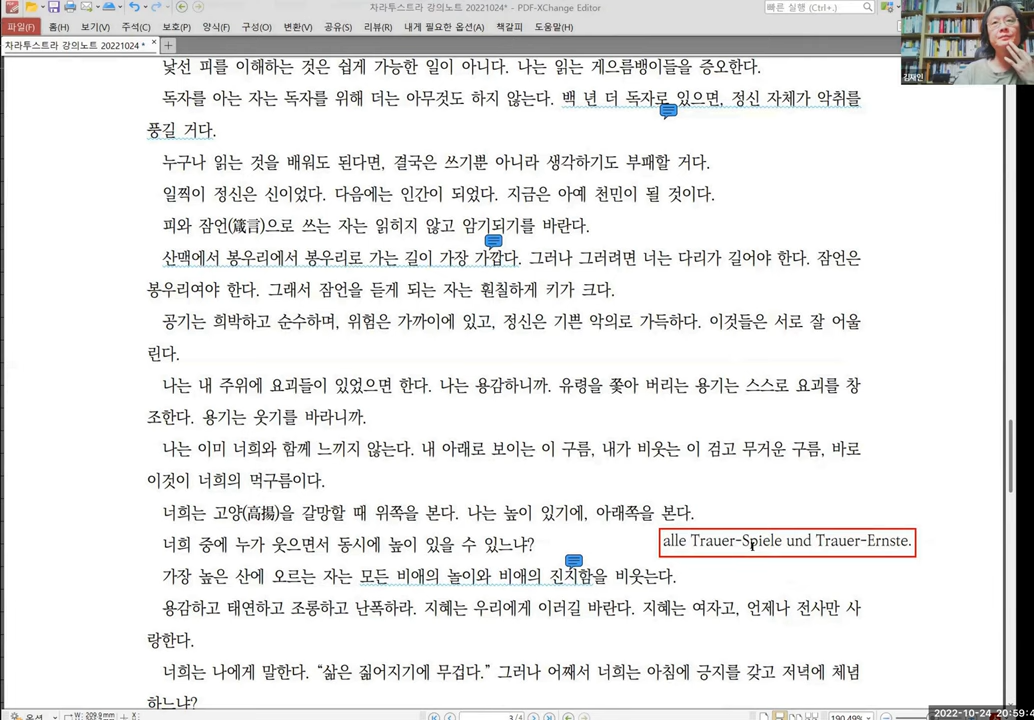 차라투스트라 강의노트 20221024* - PDF-XChange Editor
빠른 실행 (Ctrl+.)
파일(F) 홈(H) 보기(V) 주석(C) 보호(P) 양식(F) 구성(O) 변환(V) 공유(S) 리뷰(R) 내게 필요한 옵션(A) 책갈피 도움말(H)
차라투스트라 강의노트 20221024 *
김재인
낯선 피를 이해하는 것은 쉽게 가능한 일이 아니다. 나는 읽는 게으름뱅이들을 증오한다.
독자를 아는 자는 독자를 위해 더는 아무것도 하지 않는다. 백 년 더 독자로 있으면, 정신 자체가 악취를
풍길 거다.
누구나 읽는 것을 배워도 된다면, 결국은 쓰기뿐 아니라 생각하기도 부패할 거다.
일찍이 정신은 신이었다. 다음에는 인간이 되었다. 지금은 아예 천민이 될 것이다.
피와 잠언(箴言)으로 쓰는 자는 읽히지 않고 암기되기를 바란다.
산맥에서 봉우리에서 봉우리로 가는 길이 가장 가깝다. 그러나 그러려면 너는 다리가 길어야 한다. 잠언은
봉우리여야 한다. 그래서 잠언을 듣게 되는 자는 훤칠하게 키가 크다.
공기는 희박하고 순수하며, 위험은 가까이에 있고, 정신은 기쁜 악의로 가득하다. 이것들은 서로 잘 어울
린다.
나는 내 주위에 요괴들이 있었으면 한다. 나는 용감하니까. 유령을 쫓아 버리는 용기는 스스로 요괴를 창
조한다. 용기는 웃기를 바라니까.
나는 이미 너희와 함께 느끼지 않는다. 내 아래로 보이는 이 구름, 내가 비웃는 이 검고 무거운 구름, 바로
이것이 너희의 먹구름이다.
너희는 고양(高揚)을 갈망할 때 위쪽을 본다. 나는 높이 있기에, 아래쪽을 본다.
너희 중에 누가 웃으면서 동시에 높이 있을 수 있느냐?
alle Trauer-Spiele und Trauer-Ernste.
가장 높은 산에 오르는 자는 모든 비애의 놀이와 비애의 진지함을 비웃는다.
용감하고 태연하고 조롱하고 난폭하라. 지혜는 우리에게 이러길 바란다. 지혜는 여자고, 언제나 전사만 사
랑한다.
너희는 나에게 말한다. “삶은 짊어지기에 무겁다.” 그러나 어째서 너희는 아침에 긍지를 갖고 저녁에 체념
하느냐?
옵션 W: 209.9mm 3/4 190.49%
2022-10-24 20:59:4